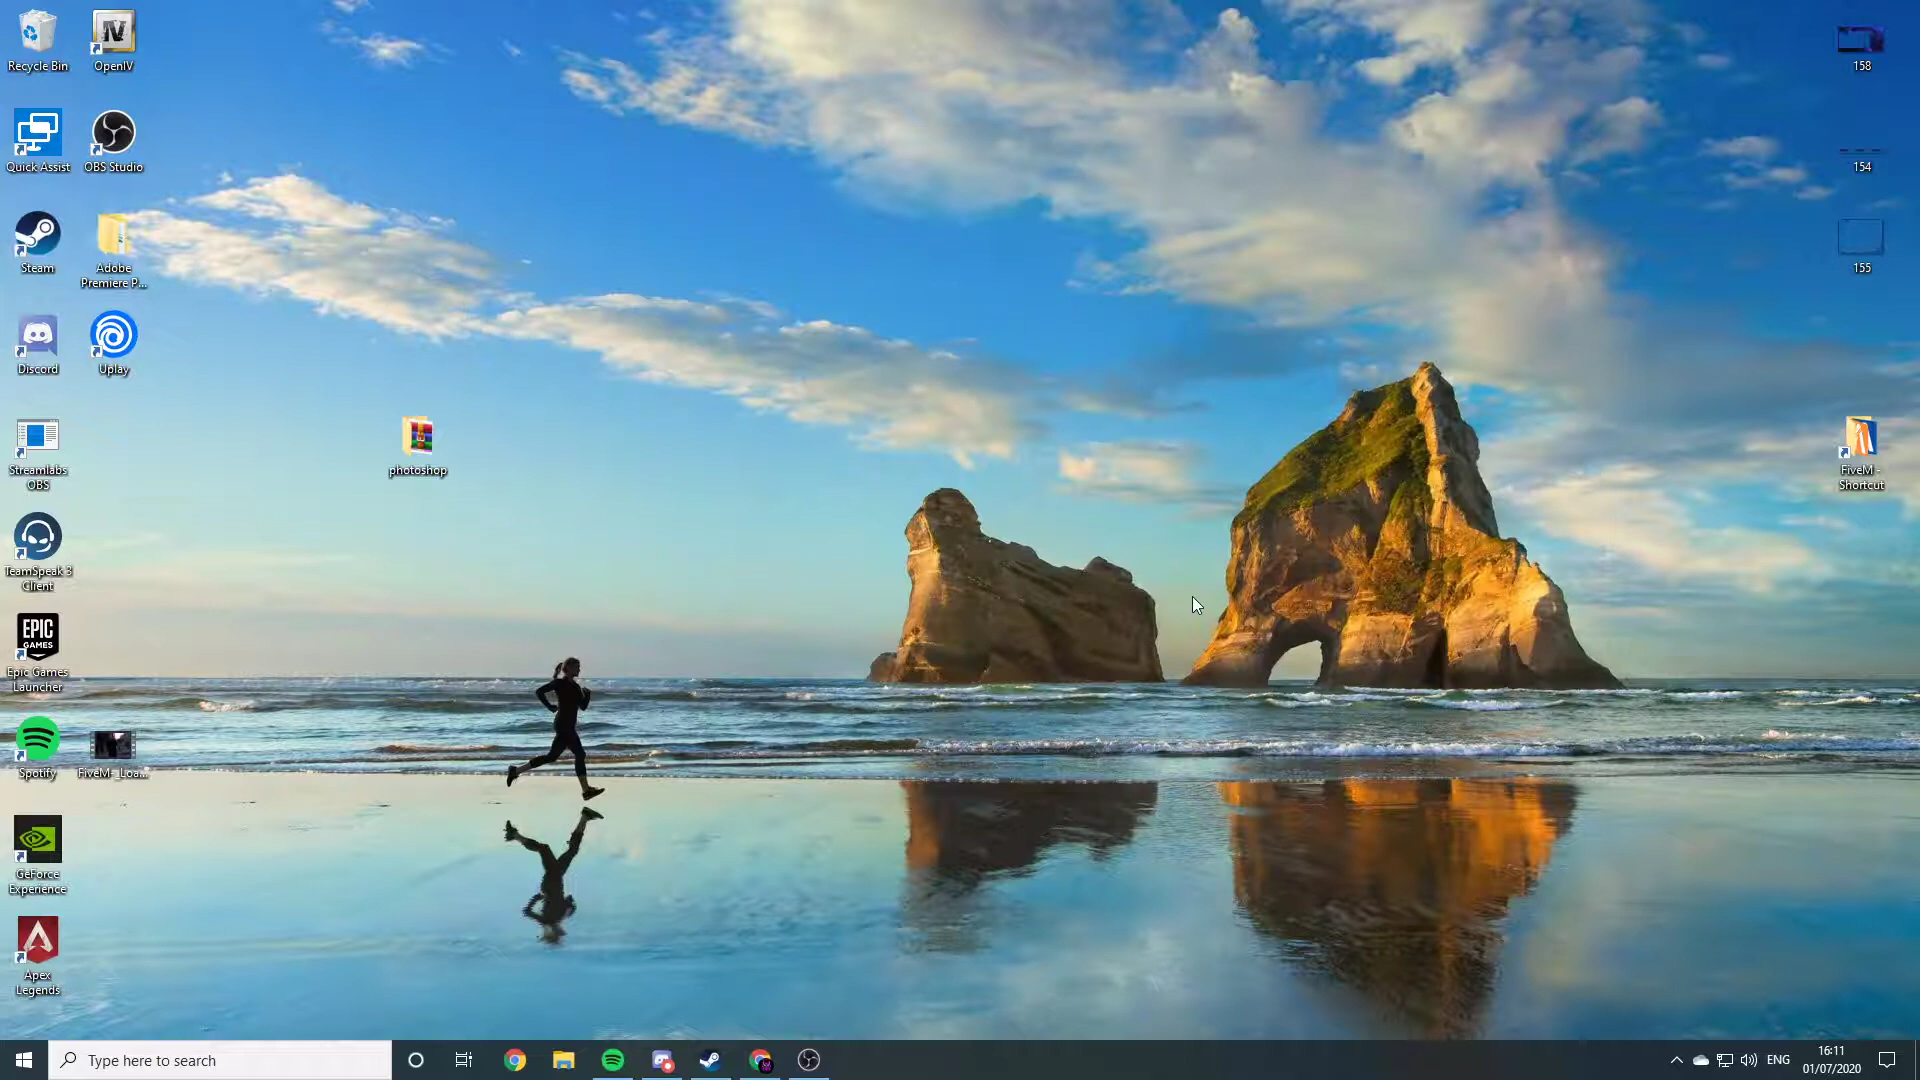 Recycle Bin
OpenIV
Quick Assist
OBS Studio
Steam
Adobe
Premiere P...
Discord
Uplay
Streamlabs
OBS
photoshop
TeamSpeak 3
Client
EPIC
GAMES
Epic Games
Launcher
Spotify
FiveM-_Loa...
GeForce
Experience
Apex
Legends
158
154
155
FiveM -
Shortcut
Type here to search
ENG
16:11
01/07/2020